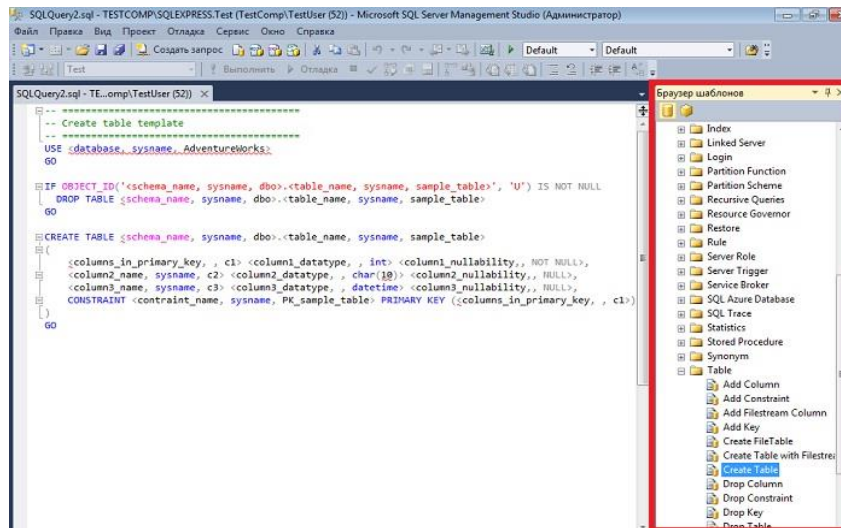 SQLQuery2.sql - TESTCOMP\SQLEXPRESS.Test (TestComp\TestUser (52)) - Microsoft SQL Server Management Studio (Администратор)
Файл Правка Вид Проект Отладка Сервис Окно Справка
Создать запрос Default Default
Test Выполнить Отладка
SQLQuery2.sql - TE...omp\TestUser (52))
-- =========================================
-- Create table template
-- =========================================
USE <database, sysname, AdventureWorks>
GO
IF OBJECT_ID('<schema_name, sysname, dbo>.<table_name, sysname, sample_table>', 'U') IS NOT NULL
DROP TABLE <schema_name, sysname, dbo>.<table_name, sysname, sample_table>
GO
CREATE TABLE <schema_name, sysname, dbo>.<table_name, sysname, sample_table>
(
<columns_in_primary_key, , c1> <column1_datatype, , int> <column1_nullability,, NOT NULL>,
<column2_name, sysname, c2> <column2_datatype, , char(10)> <column2_nullability,, NULL>,
<column3_name, sysname, c3> <column3_datatype, , datetime> <column3_nullability,, NULL>,
CONSTRAINT <contraint_name, sysname, PK_sample_table> PRIMARY KEY (<columns_in_primary_key, , c1>)
)
GO
Браузер шаблонов
Index
Linked Server
Login
Partition Function
Partition Scheme
Recursive Queries
Resource Governor
Restore
Rule
Server Role
Server Trigger
Service Broker
SQL Azure Database
SQL Trace
Statistics
Stored Procedure
Synonym
Table
Add Column
Add Constraint
Add Filestream Column
Add Key
Create FileTable
Create Table with Filestrea
Create Table
Drop Column
Drop Constraint
Drop Key
Drop Table